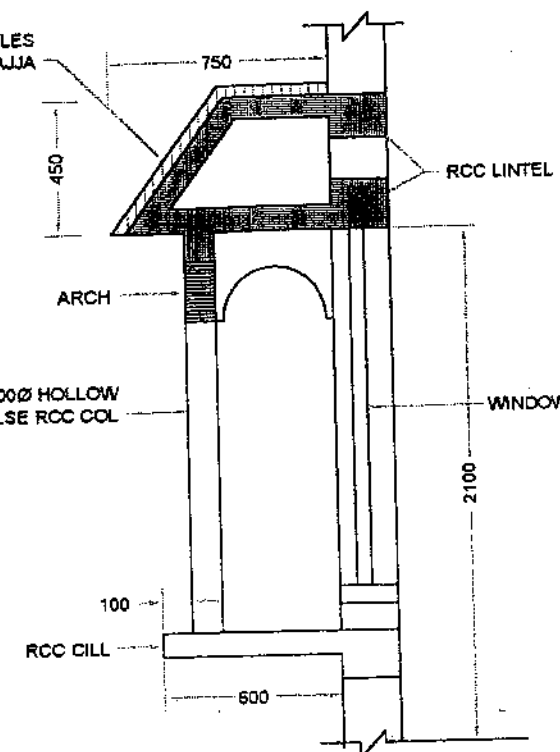 750
450
RCC LINTEL
ARCH
HOLLOW
RCC COL
WINDOW
2100
100
RCC CILL
600